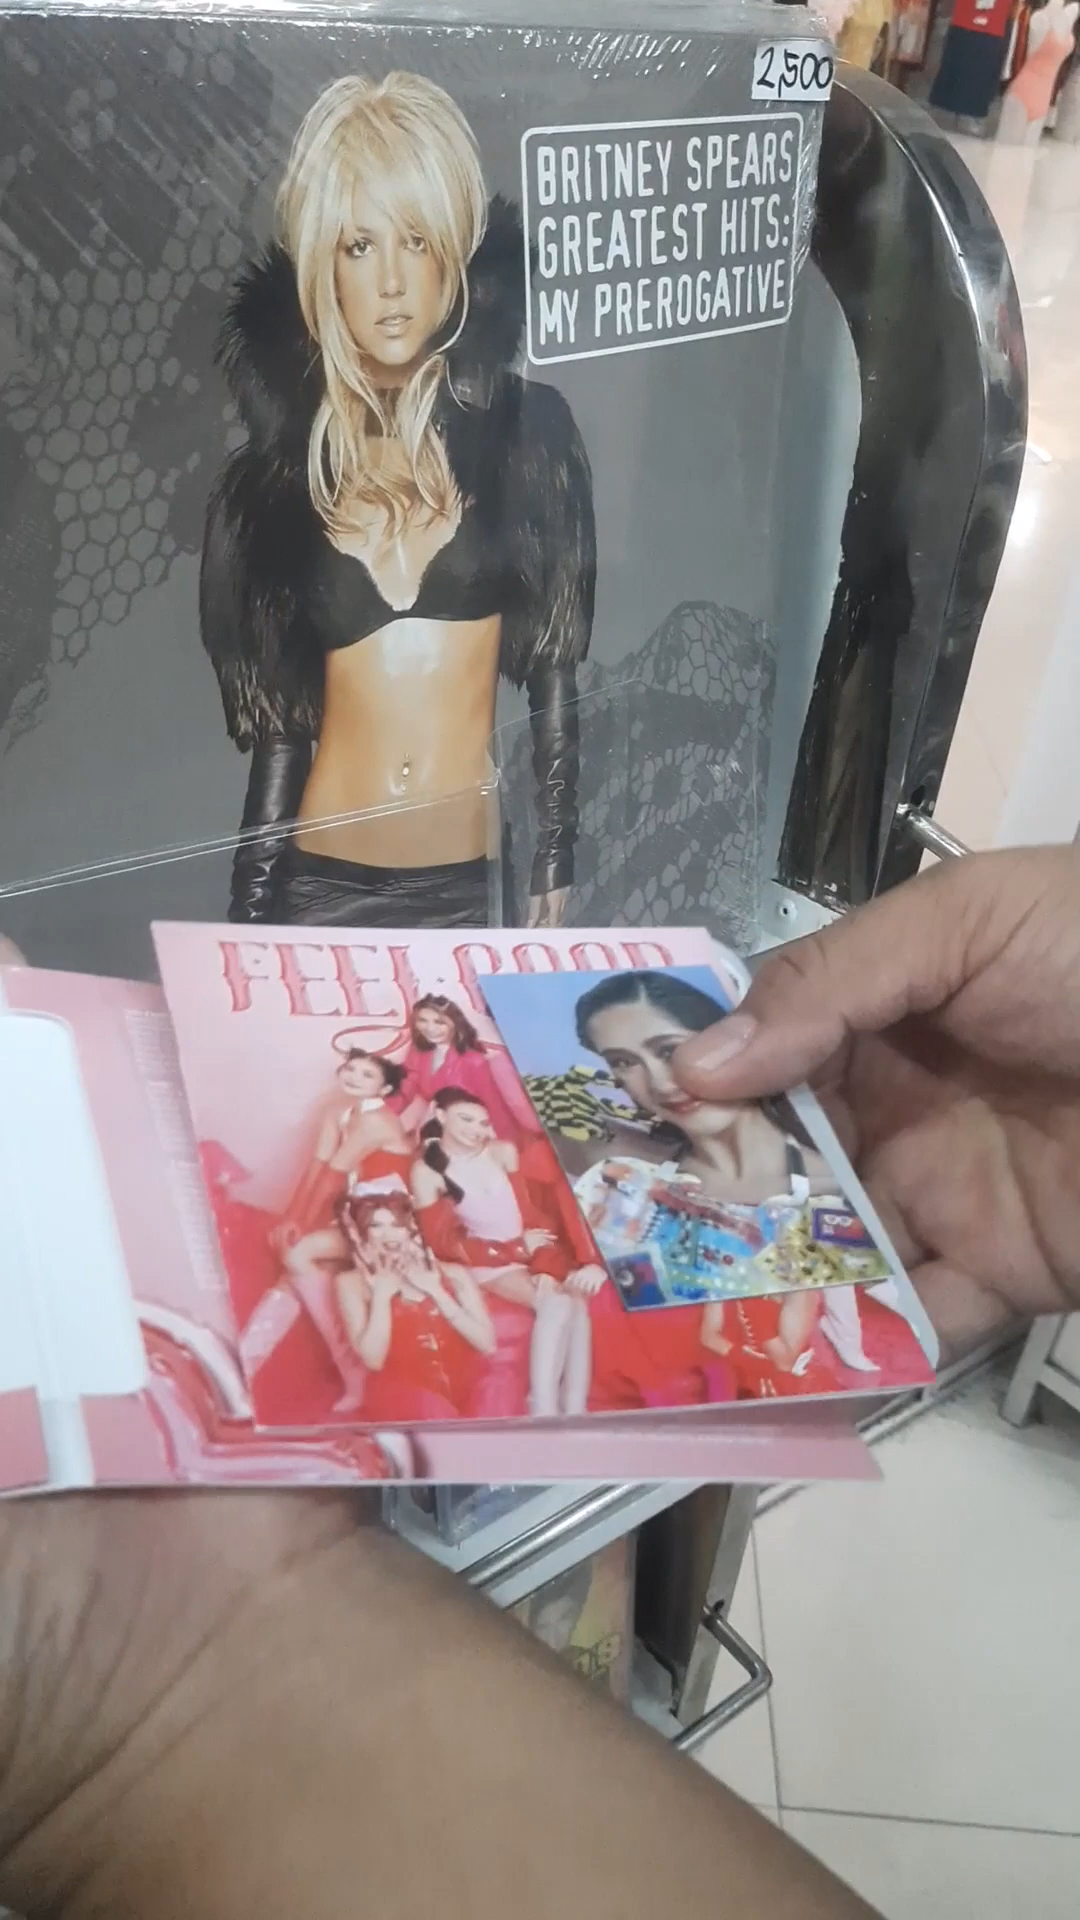 2,500
BRITNEY SPEARS
GREATEST HITS:
MY PREROGATIVE
FEEL GOOD